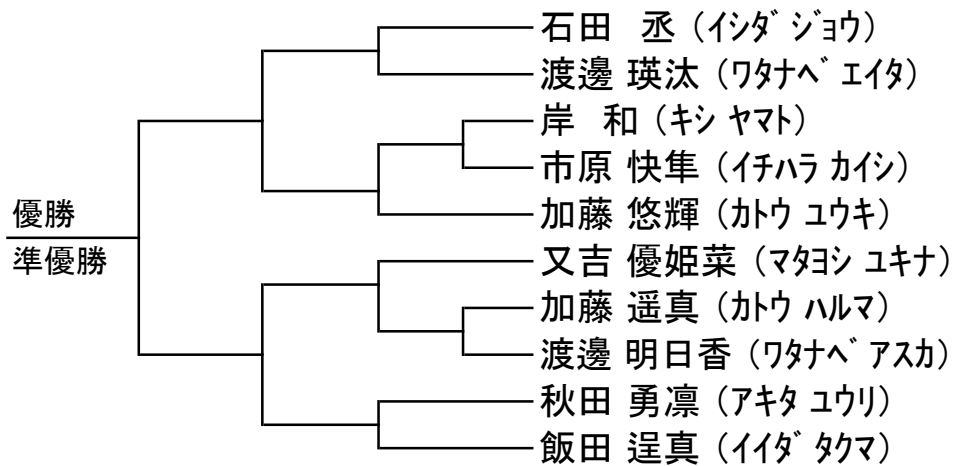 石田　丞（イシダ ジョウ）
渡邊 瑛汰（ワタナベ エイタ）
岸　和（キシ ヤマト）
市原 快隼（イチハラ カイシ）
加藤 悠輝（カトウ ユウキ）
優勝
準優勝
又吉 優姫菜（マタヨシ ユキナ）
加藤 遥真（カトウ ハルマ）
渡邊 明日香（ワタナベ アスカ）
秋田 勇凛（アキタ ユウリ）
飯田 逞真（イイダ タクマ）